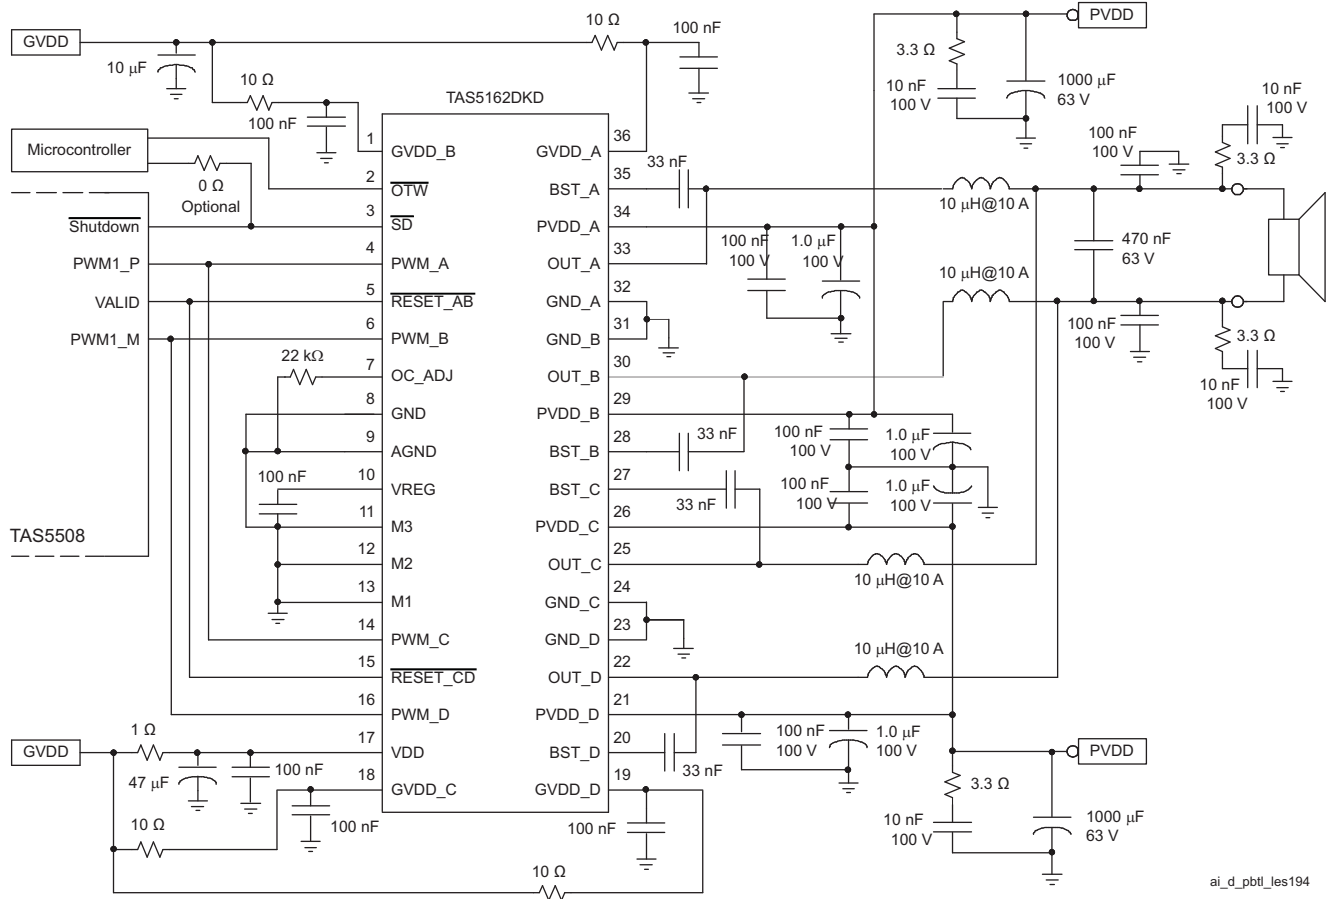 GVDD
10 µF
10 Ω
100 nF
10 Ω
100 nF
TAS5162DKD
PVDD
3.3 Ω
10 nF
100 V
1000 µF
63 V
Microcontroller
0 Ω
Optional
Shutdown
PWM1_P
VALID
PWM1_M
TAS5508
22 kΩ
100 nF
1
GVDD_B
2
OTW
3
SD
4
PWM_A
5
RESET_AB
6
PWM_B
7
OC_ADJ
8
GND
9
AGND
10
VREG
11
M3
12
M2
13
M1
14
PWM_C
15
RESET_CD
16
PWM_D
17
VDD
18
GVDD_C
36
GVDD_A
35
BST_A
34
PVDD_A
33
OUT_A
32
GND_A
31
GND_B
30
OUT_B
29
PVDD_B
28
BST_B
27
BST_C
26
PVDD_C
25
OUT_C
24
GND_C
23
GND_D
22
OUT_D
21
PVDD_D
20
BST_D
19
GVDD_D
33 nF
100 nF
100 V
1.0 µF
100 V
10 µH@10 A
10 µH@10 A
100 nF
100 V
10 nF
100 V
3.3 Ω
470 nF
63 V
100 nF
100 V
3.3 Ω
10 nF
100 V
33 nF
33 nF
100 nF
100 V
1.0 µF
100 V
100 nF
100 V
1.0 µF
100 V
10 µH@10 A
10 µH@10 A
33 nF
100 nF
100 V
1.0 µF
100 V
PVDD
3.3 Ω
10 nF
100 V
1000 µF
63 V
GVDD
1 Ω
47 µF
100 nF
10 Ω
100 nF
100 nF
10 Ω
ai_d_pbtl_les194